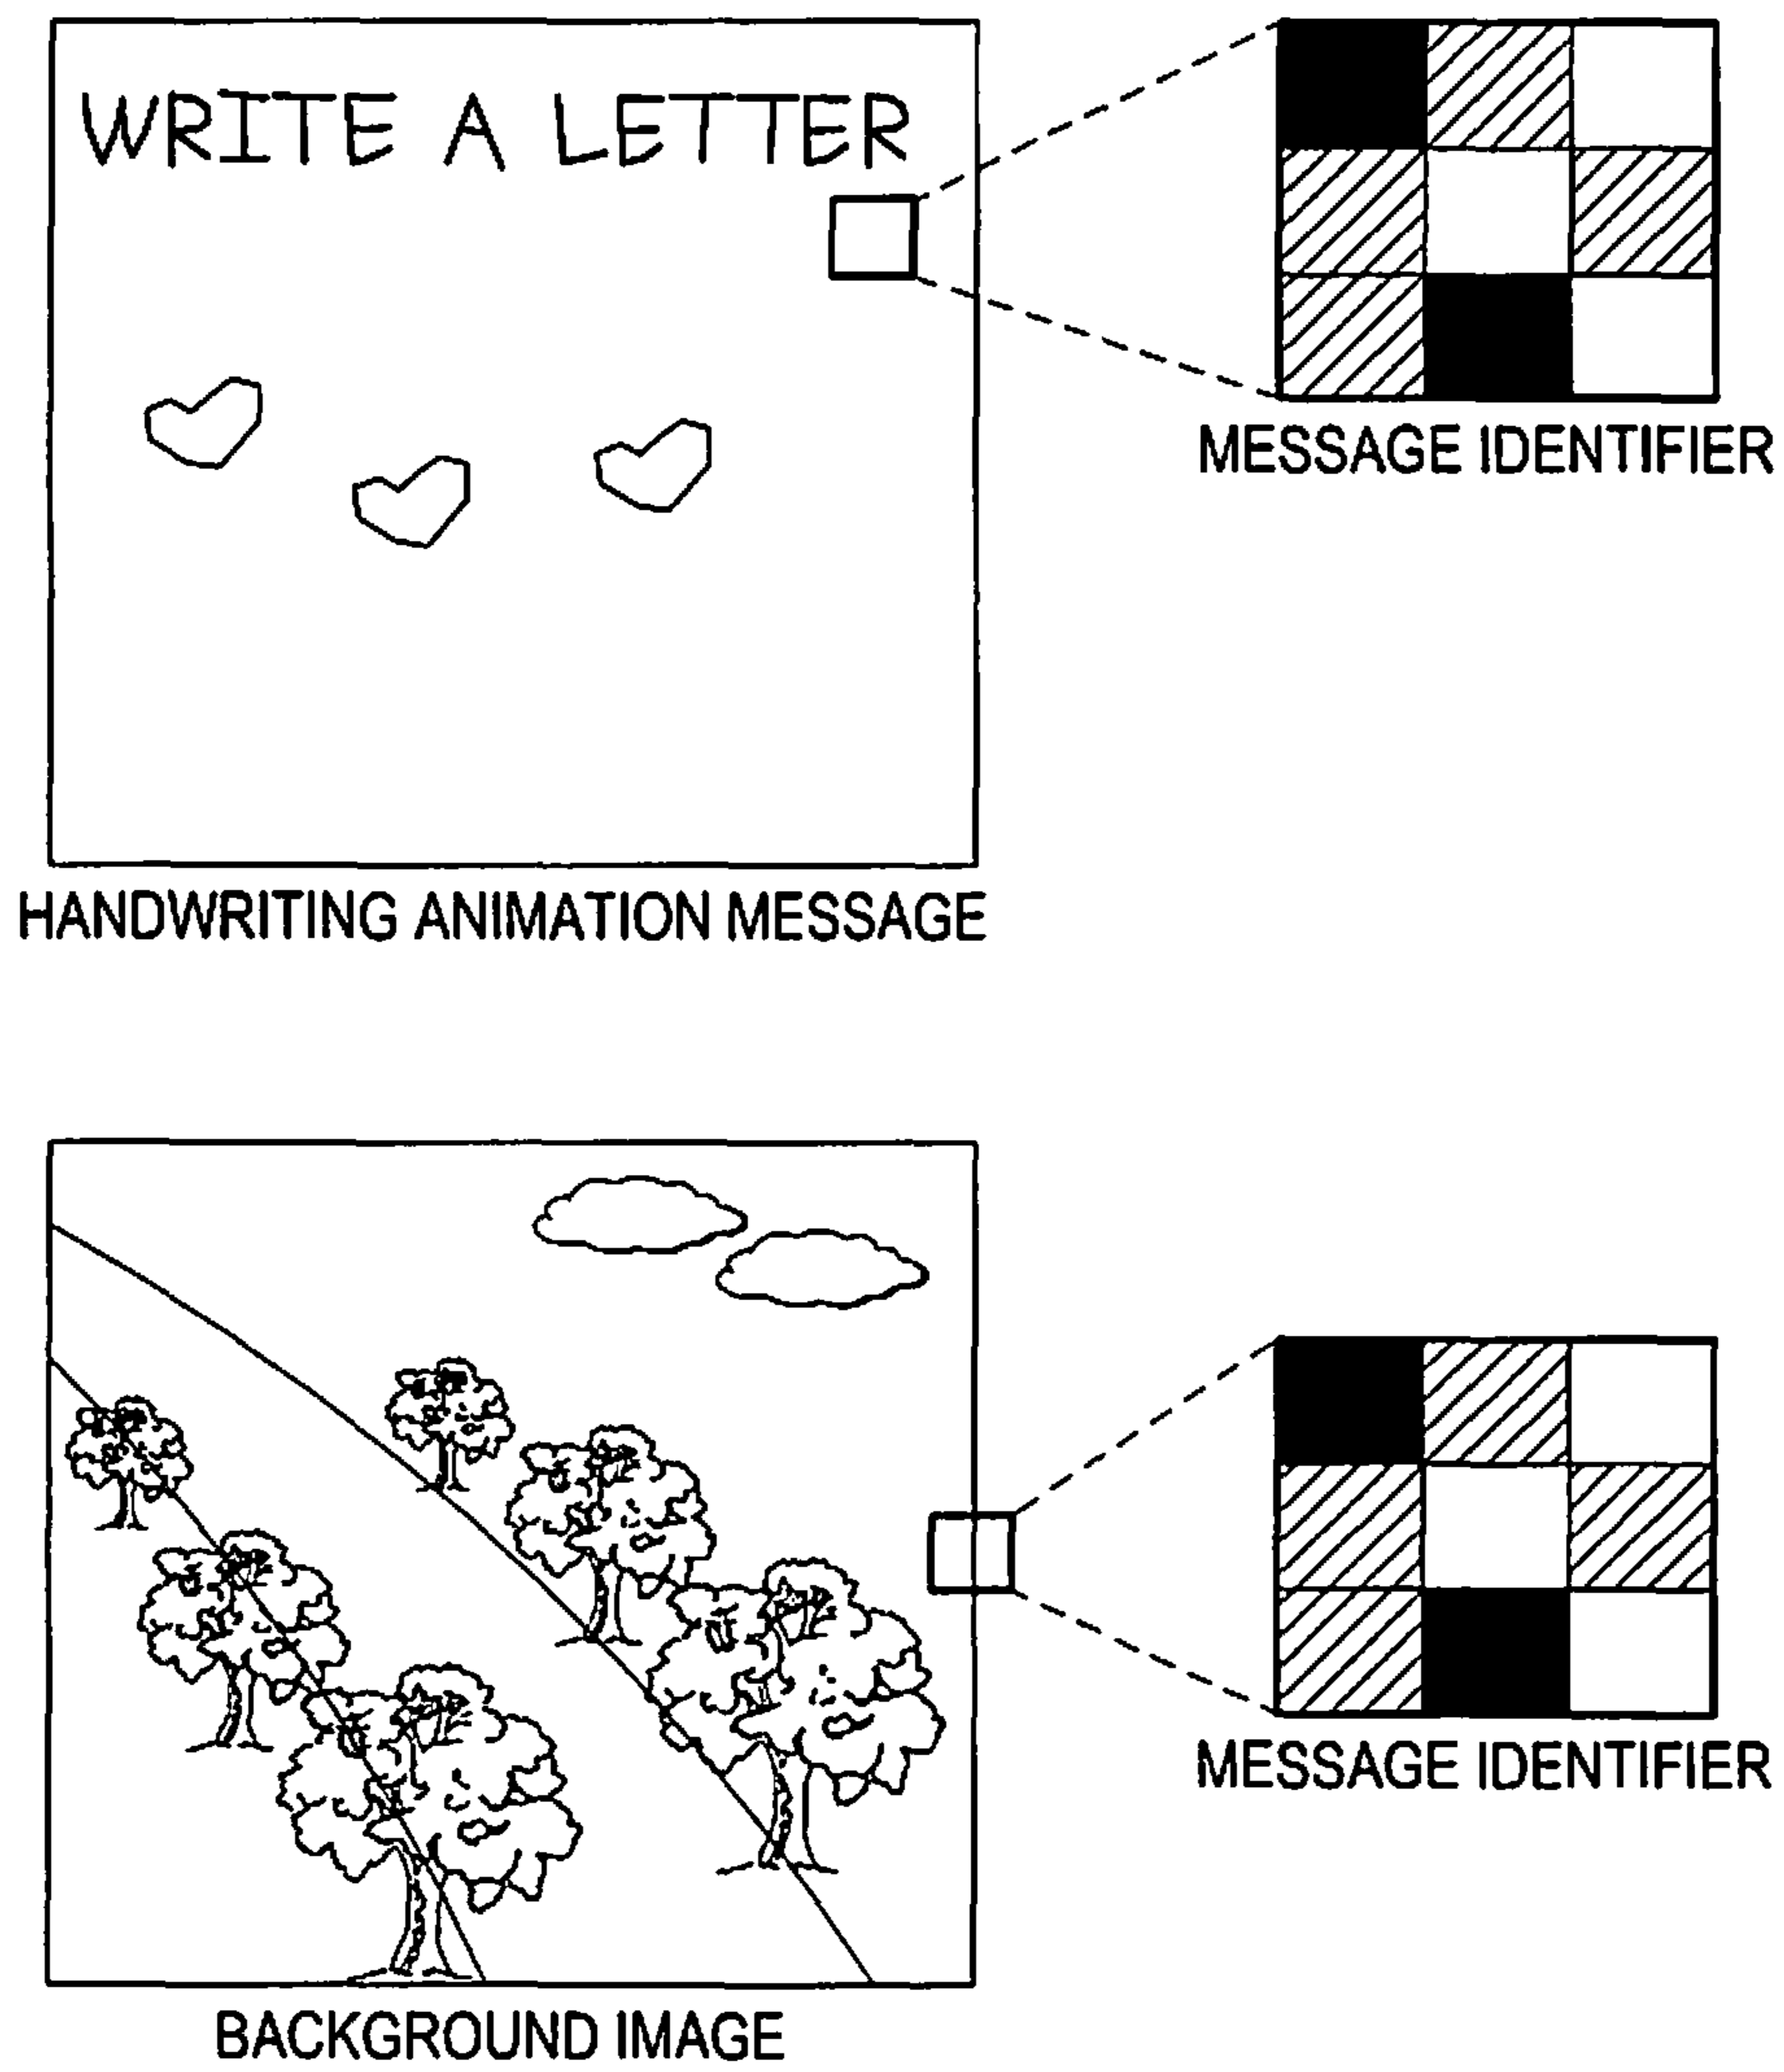 WRITE A LETTER
MESSAGE IDENTIFIER
HANDWRITING ANIMATION MESSAGE
MESSAGE IDENTIFIER
BACKGROUND IMAGE